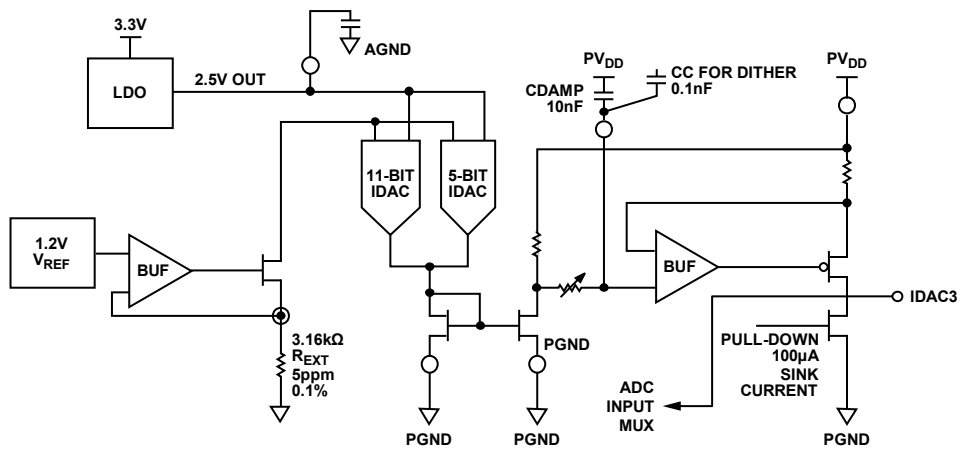 3.3V
LDO
2.5V OUT
AGND
PVDD
CDAMP
10nF
CC FOR DITHER
0.1nF
PVDD
11-BIT
IDAC
5-BIT
IDAC
1.2V
VREF
BUF
BUF
IDAC3
3.16kΩ
REXT
5ppm
0.1%
PGND
PULL-DOWN
100µA
SINK
CURRENT
ADC
INPUT
MUX
PGND
PGND
PGND